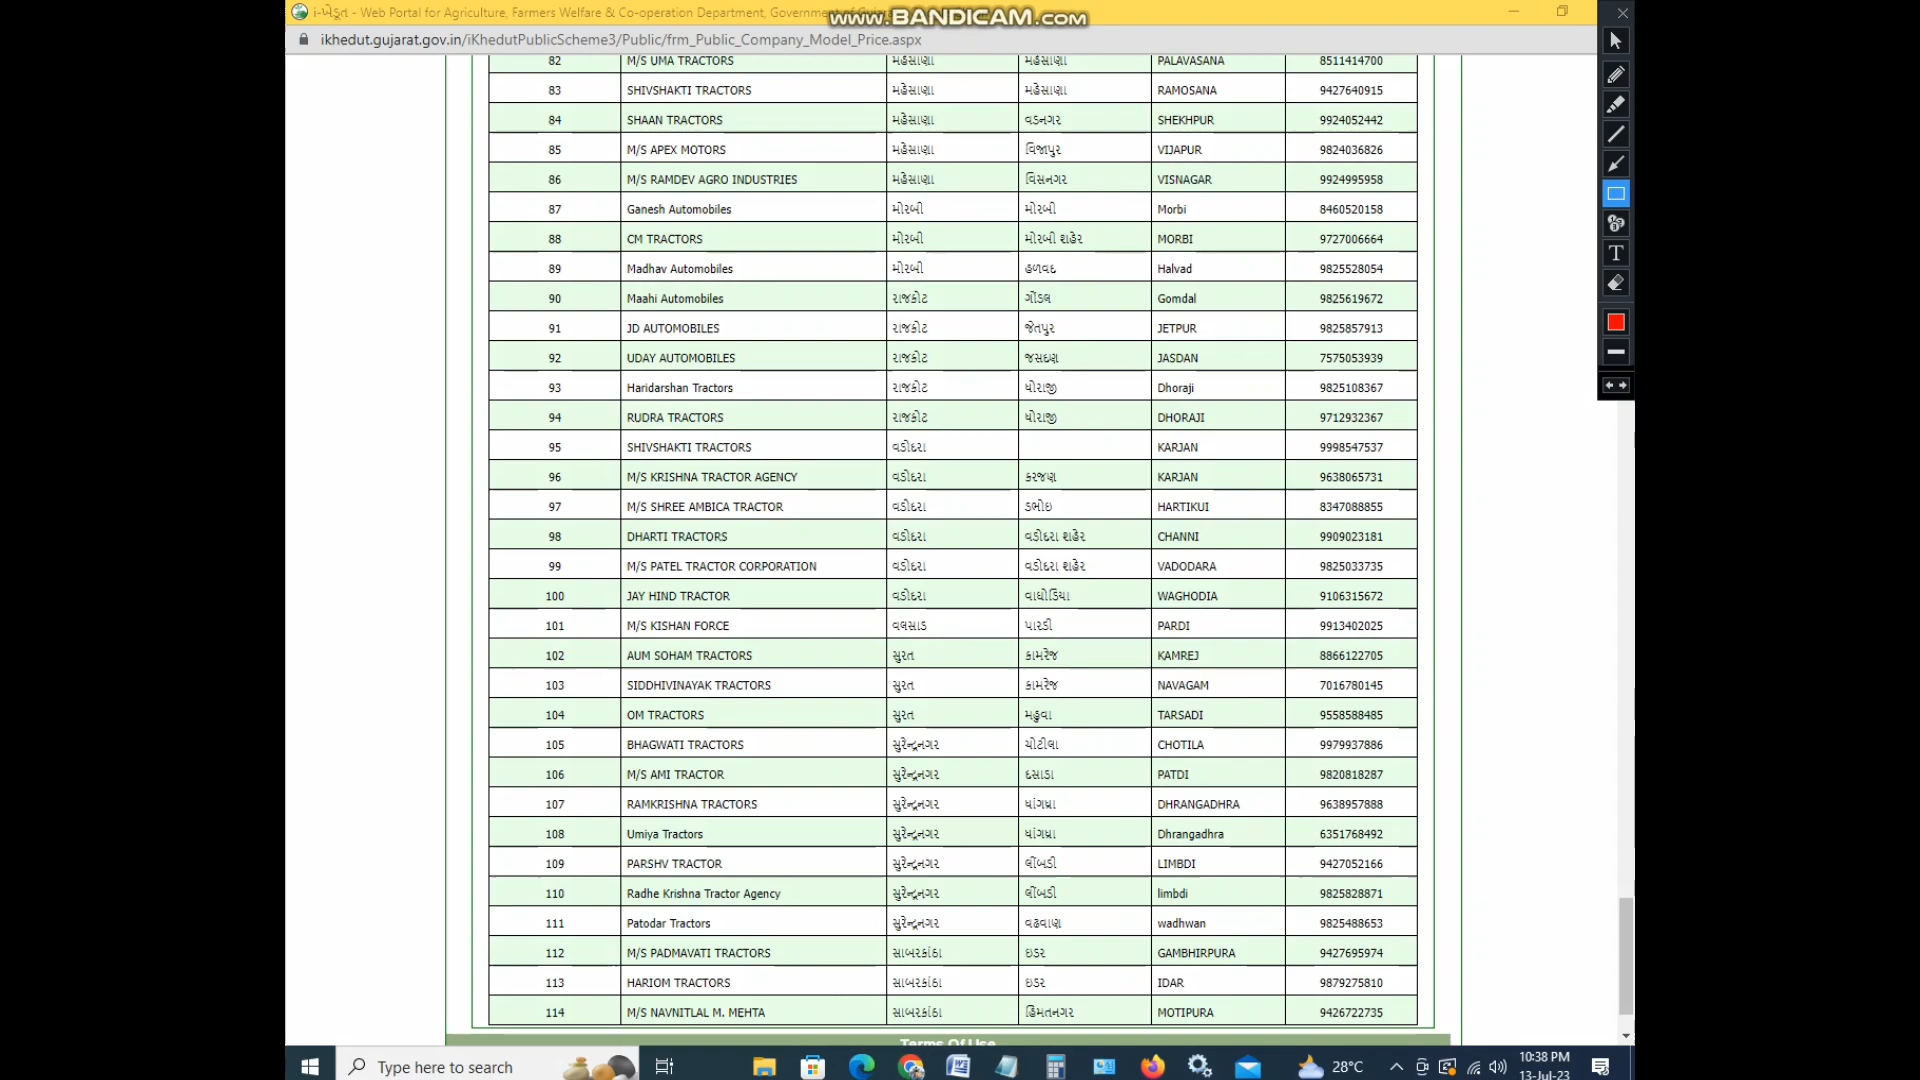 i-ખેડૂત - Web Portal for Agriculture, Farmers Welfare & Co-operation Department, Government of
www.BANDICAM.com
ikhedut.gujarat.gov.in/iKhedutPublicScheme3/Public/frm_Public_Company_Model_Price.aspx
82 M/S UMA TRACTORS મહેસાણા મહેસાણા PALAVASANA 8511414700
83 SHIVSHAKTI TRACTORS મહેસાણા મહેસાણા RAMOSANA 9427640915
84 SHAAN TRACTORS મહેસાણા વડનગર SHEKHPUR 9924052442
85 M/S APEX MOTORS મહેસાણા વિજાપુર VIJAPUR 9824036826
86 M/S RAMDEV AGRO INDUSTRIES મહેસાણા વિસનગર VISNAGAR 9924995958
87 Ganesh Automobiles મોરબી મોરબી Morbi 8460520158
88 CM TRACTORS મોરબી મોરબી શહેર MORBI 9727006664
89 Madhav Automobiles મોરબી હળવદ Halvad 9825528054
90 Maahi Automobiles રાજકોટ ગોંડલ Gomdal 9825619672
91 JD AUTOMOBILES રાજકોટ જેતપુર JETPUR 9825857913
92 UDAY AUTOMOBILES રાજકોટ જસદણ JASDAN 7575053939
93 Haridarshan Tractors રાજકોટ ધોરાજી Dhoraji 9825108367
94 RUDRA TRACTORS રાજકોટ ધોરાજી DHORAJI 9712932367
95 SHIVSHAKTI TRACTORS વડોદરા KARJAN 9998547537
96 M/S KRISHNA TRACTOR AGENCY વડોદરા કરજણ KARJAN 9638065731
97 M/S SHREE AMBICA TRACTOR વડોદરા ડભોઇ HARTIKUI 8347088855
98 DHARTI TRACTORS વડોદરા વડોદરા શહેર CHANNI 9909023181
99 M/S PATEL TRACTOR CORPORATION વડોદરા વડોદરા શહેર VADODARA 9825033735
100 JAY HIND TRACTOR વડોદરા વાઘોડિયા WAGHODIA 9106315672
101 M/S KISHAN FORCE વલસાડ પારડી PARDI 9913402025
102 AUM SOHAM TRACTORS સુરત કામરેજ KAMREJ 8866122705
103 SIDDHIVINAYAK TRACTORS સુરત કામરેજ NAVAGAM 7016780145
104 OM TRACTORS સુરત મહુવા TARSADI 9558588485
105 BHAGWATI TRACTORS સુરેન્દ્રનગર ચોટીલા CHOTILA 9979937886
106 M/S AMI TRACTOR સુરેન્દ્રનગર દસાડા PATDI 9820818287
107 RAMKRISHNA TRACTORS સુરેન્દ્રનગર ધાંગધ્રા DHRANGADHRA 9638957888
108 Umiya Tractors સુરેન્દ્રનગર ધાંગધ્રા Dhrangadhra 6351768492
109 PARSHV TRACTOR સુરેન્દ્રનગર લીંબડી LIMBDI 9427052166
110 Radhe Krishna Tractor Agency સુરેન્દ્રનગર લીંબડી limbdi 9825828871
111 Patodar Tractors સુરેન્દ્રનગર વઢવાણ wadhwan 9825488653
112 M/S PADMAVATI TRACTORS સાબરકાંઠા ઇડર GAMBHIRPURA 9427695974
113 HARIOM TRACTORS સાબરકાંઠા ઇડર IDAR 9879275810
114 M/S NAVNITLAL M. MEHTA સાબરકાંઠા હિંમતનગર MOTIPURA 9426722735
Terms Of Use
Type here to search
28°C
10:38 PM
13-Jul-23